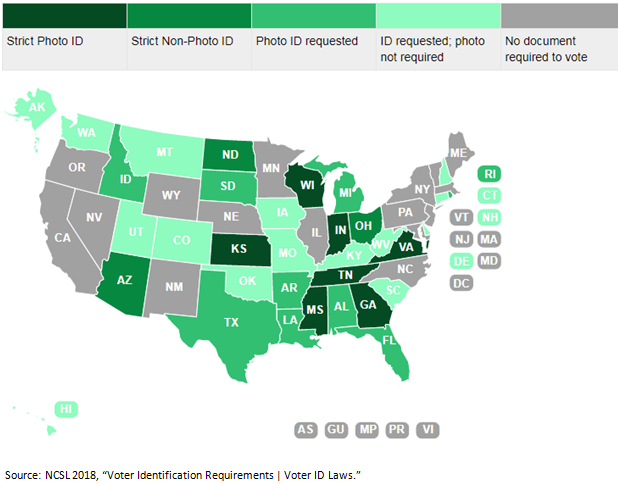 Strict Photo ID
Strict Non-Photo ID
Photo ID requested
ID requested; photo
not required
No document
required to vote
AK
WA
MT
ND
MN
ME
OR
ID
SD
WI
MI
NY
RI
WY
CT
NV
NE
IA
PA
VT
NH
CA
UT
CO
KS
MO
IL
IN
OH
WV
VA
NJ
MA
KY
DE
MD
AZ
NM
OK
AR
TN
NC
DC
SC
TX
LA
MS
AL
GA
FL
HI
AS
GU
MP
PR
VI
Source: NCSL 2018, “Voter Identification Requirements | Voter ID Laws.”